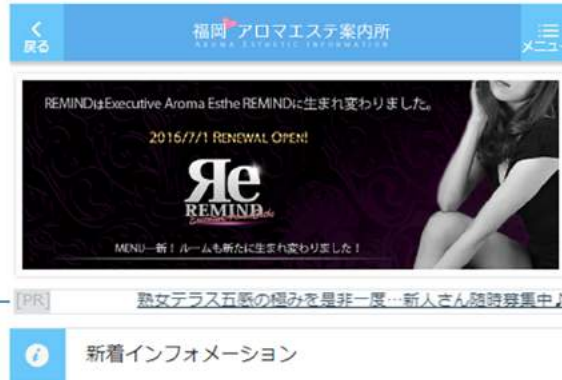 戻る
福岡 アロマエステ案内所
AROMA ESTHETIC INFORMATION
メニュー
REMINDはExecutive Aroma Esthe REMINDに生まれ変わりました。
2016/7/1 RENEWAL OPEN!
Re
REMIND
MENU一新！ルームも新たに生まれ変わりました！
[PR]
熟女テラス五感の極みを是非一度…新人さん随時募集中♪
新着インフォメーション